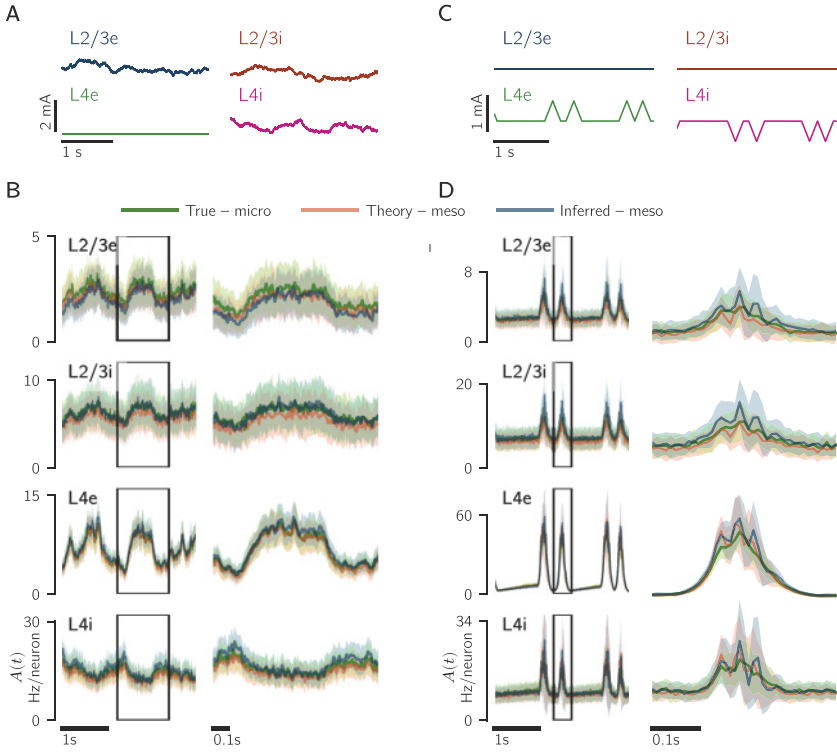 A
L2/3e
L2/3i
L4e
L4i
2 mA
1 s
C
L2/3e
L2/3i
L4e
L4i
1 mA
1 s
B
D
True – micro
Theory – meso
Inferred – meso
L2/3e
5
0
L2/3i
10
0
L4e
15
0
L4i
30
0
A(t)
Hz/neuron
1s
0.1s
L2/3e
8
0
L2/3i
20
0
L4e
60
0
L4i
34
0
A(t)
Hz/neuron
1s
0.1s